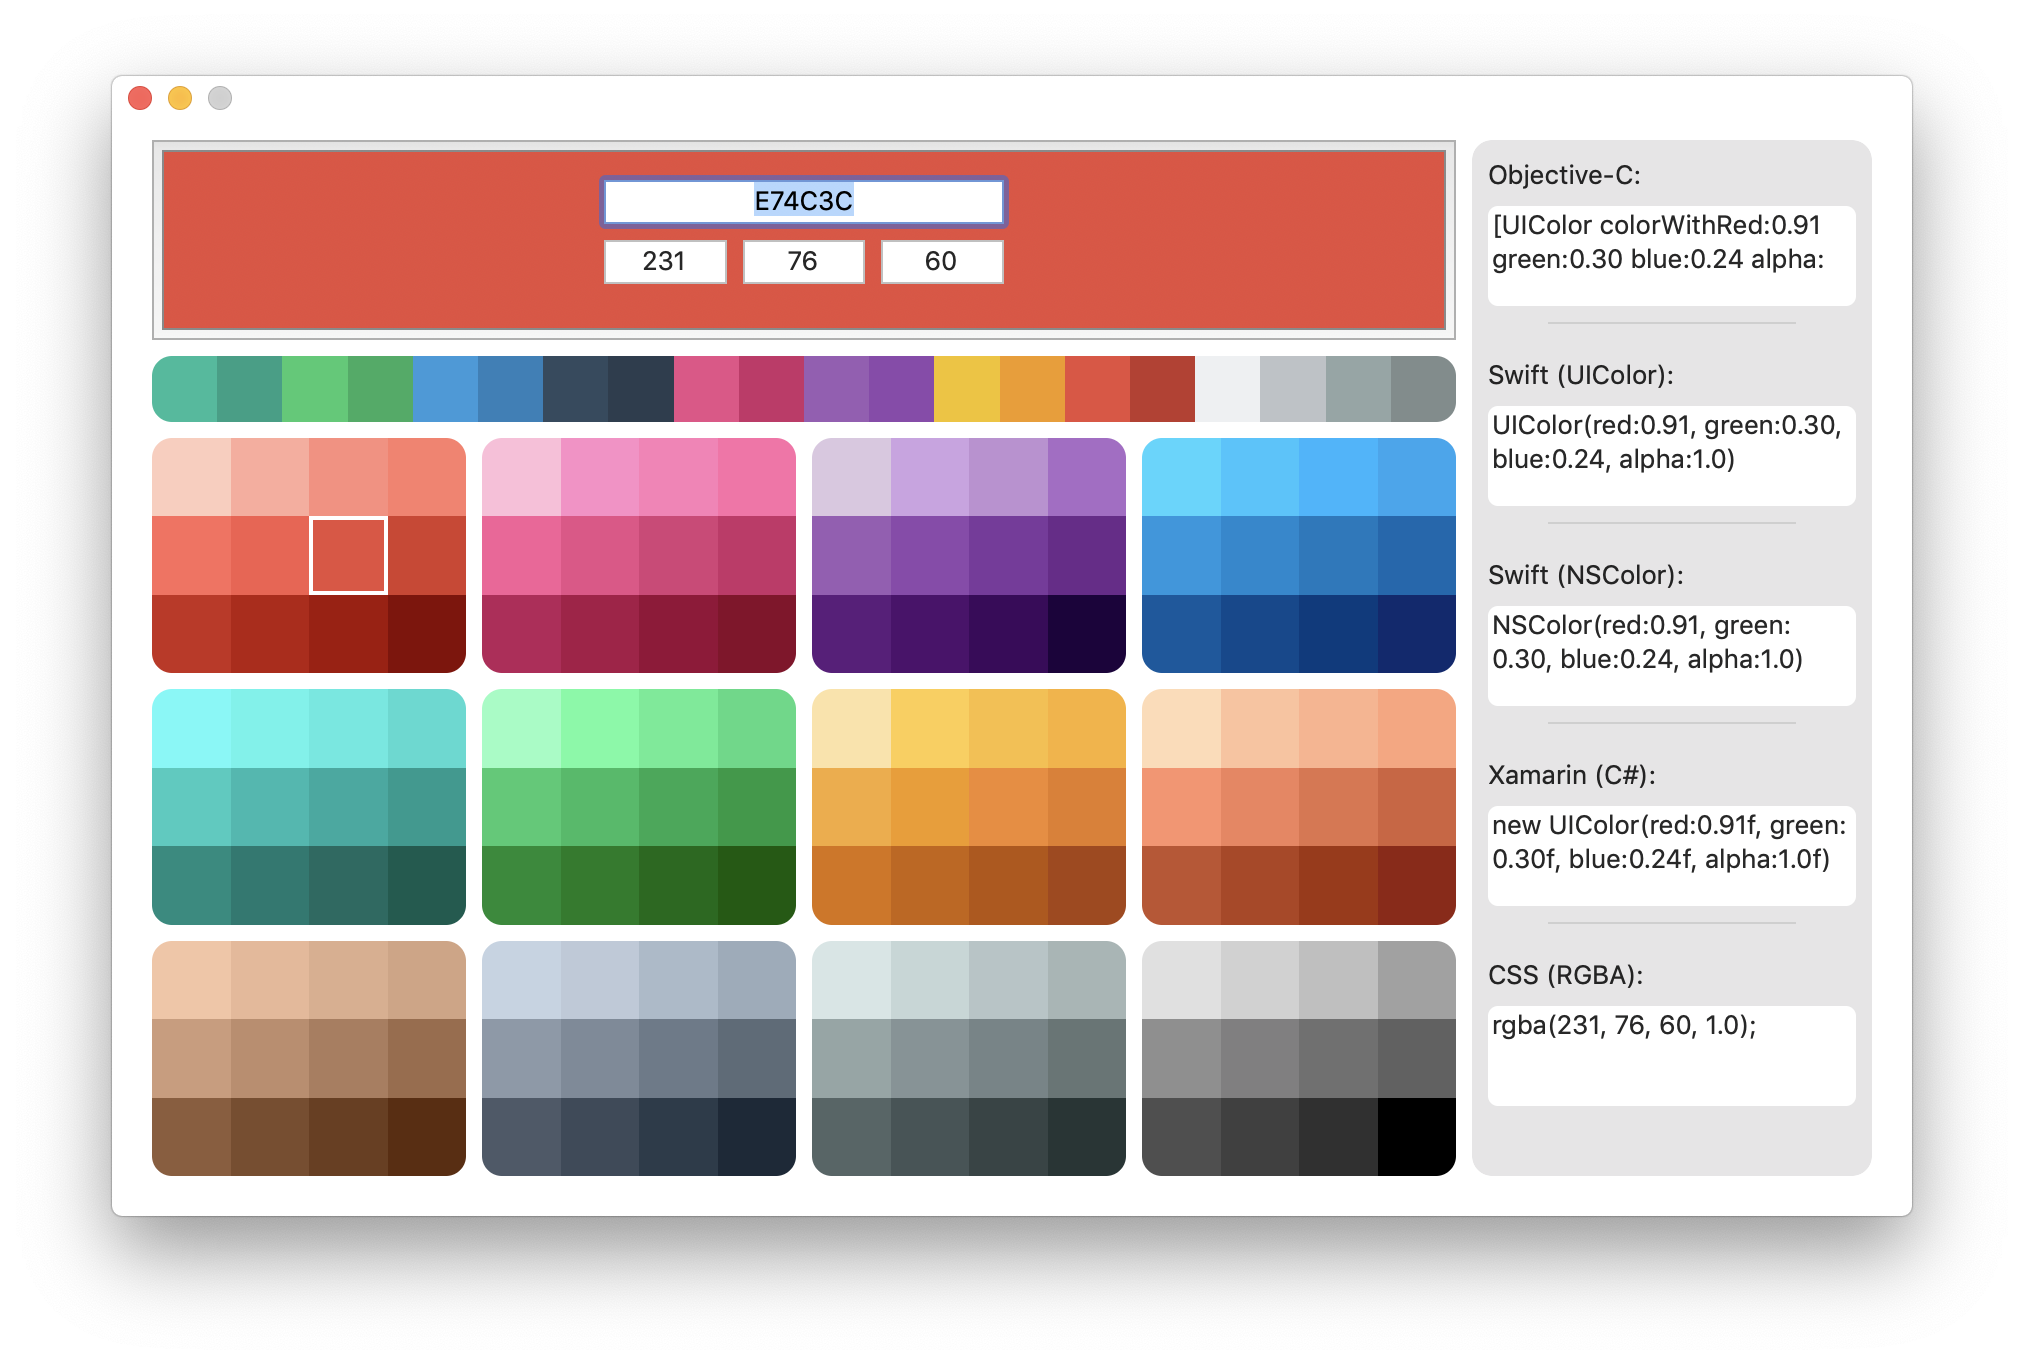 E74C3C
231 76 60
Objective-C:
[UIColor colorWithRed:0.91
green:0.30 blue:0.24 alpha:
Swift (UIColor):
UIColor(red:0.91, green:0.30,
blue:0.24, alpha:1.0)
Swift (NSColor):
NSColor(red:0.91, green:
0.30, blue:0.24, alpha:1.0)
Xamarin (C#):
new UIColor(red:0.91f, green:
0.30f, blue:0.24f, alpha:1.0f)
CSS (RGBA):
rgba(231, 76, 60, 1.0);